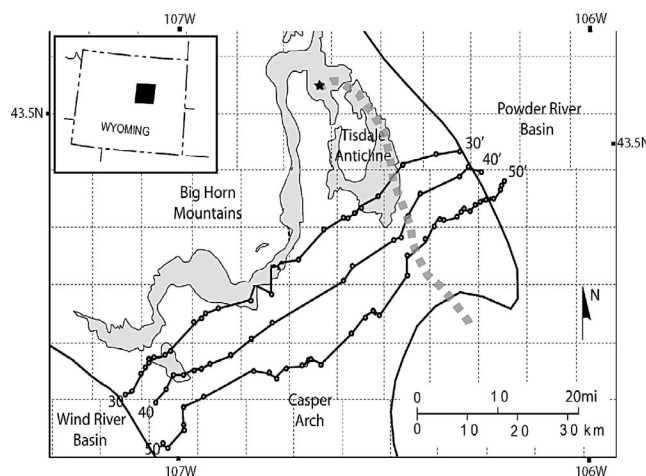 107W
106W
43.5N
WYOMING
Powder River
Basin
43.5N
Tisdale
Anticline
30'
40'
50'
Big Horn
Mountains
N
30
40
50
Wind River
Basin
Casper
Arch
0 10 20mi
0 10 20 30 km
107W
106W